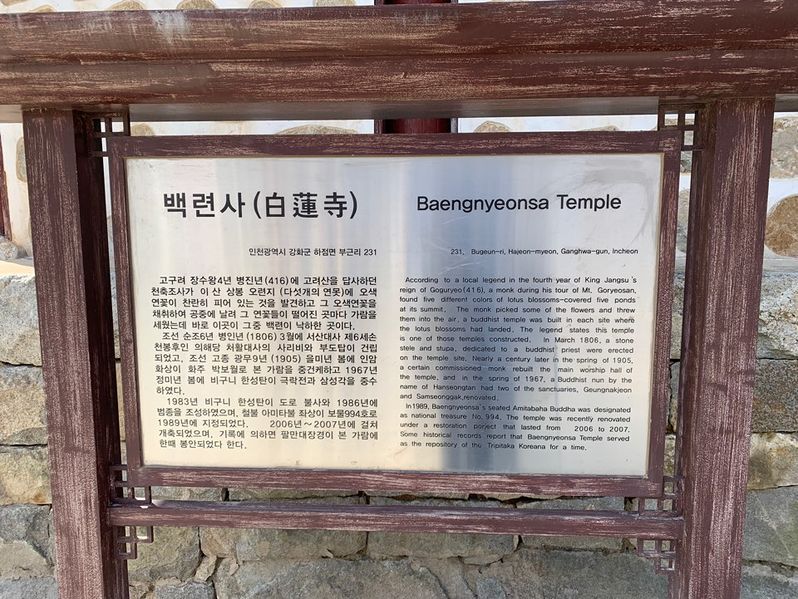 백련사(白蓮寺)
인천광역시 강화군 하점면 부근리 231
고구려 장수왕4년 병진년(416)에 고려산을 답사하던
천축조사가 이 산 상봉 오련지 (다섯개의 연못)에 오색
연꽃이 찬란히 피어 있는 것을 발견하고 그 오색연꽃을
채취하여 공중에 날려 그 연꽃들이 떨어진 곳마다 가람을
세웠는데 바로 이곳이 그중 백련이 낙하한 곳이다.
조선 순조6년 병인년(1806) 3월에 서산대사 제6세손
천봉후인 의해당 처활대사의 사리비와 부도탑이 건립
되었고, 조선 고종 광무9년 (1905) 을미년 봄에 인암
화상이 화주 박보월로 본 가람을 중건케하고 1967년
정미년 봄에 비구니 한성탄이 극락전과 삼성각을 중수
하였다.
1983년 비구니 한성탄이 도로 불사와 1986년에
범종을 조성하였으며, 철불 아미타불 좌상이 보물994호로
1989년에 지정되었다. 2006년~2007년에 걸쳐
개축되었으며, 기록에 의하면 팔만대장경이 본 가람에
한때 봉안되었다 한다.
Baengnyeonsa Temple
231, Bugeun-ri, Hajeon-myeon, Ganghwa-gun, Incheon
According to a local legend in the fourth year of King Jangsu's
reign of Goguryeo(416), a monk during his tour of Mt. Goryeosan,
found five different colors of lotus blossoms-covered five ponds
at its summit. The monk picked some of the flowers and threw
them into the air, a buddhist temple was built in each site where
the lotus blossoms had landed. The legend states this temple
is one of those temples constructed. In March 1806, a stone
stele and stupa, dedicated to a buddhist priest were erected
on the temple site. Nearly a century later in the spring of 1905,
a certain commissioned monk rebuilt the main worship hall of
the temple, and in the spring of 1967, a Buddhist nun by the
name of Hanseongtan had two of the sanctuaries, Geungnakjeon
and Samseonggak,renovated.
In 1989, Baengnyeonsa's seated Amitabaha Buddha was designated
as national treasure No.994. The temple was recently renovated
under a restoration porject that lasted from 2006 to 2007.
Some historical records report that Baengnyeonsa Temple served
as the repository of the Tripitaka Koreana for a time.